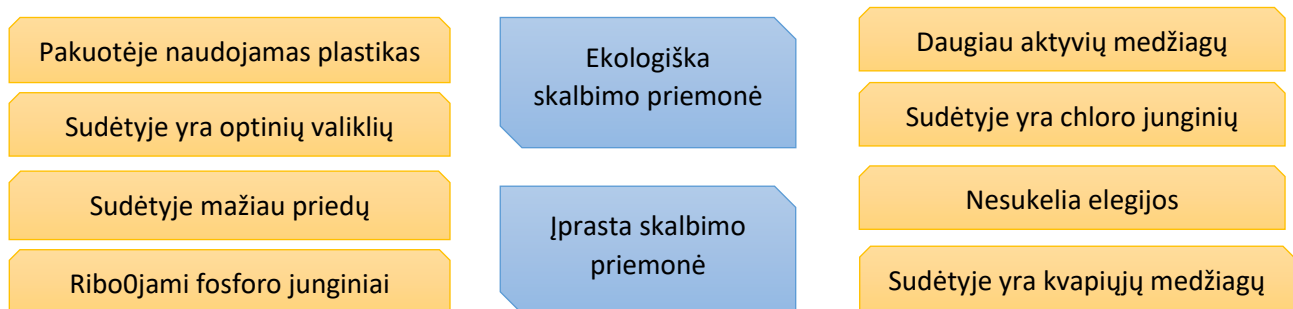 Pakuotėje naudojamas plastikas
Sudėtyje yra optinių valiklių
Sudėtyje mažiau priedų
Ribo0jami fosforo junginiai
Ekologiška
skalbimo priemonė
Įprasta skalbimo
priemonė
Daugiau aktyvių medžiagų
Sudėtyje yra chloro junginių
Nesukelia elegijos
Sudėtyje yra kvapiųjų medžiagų